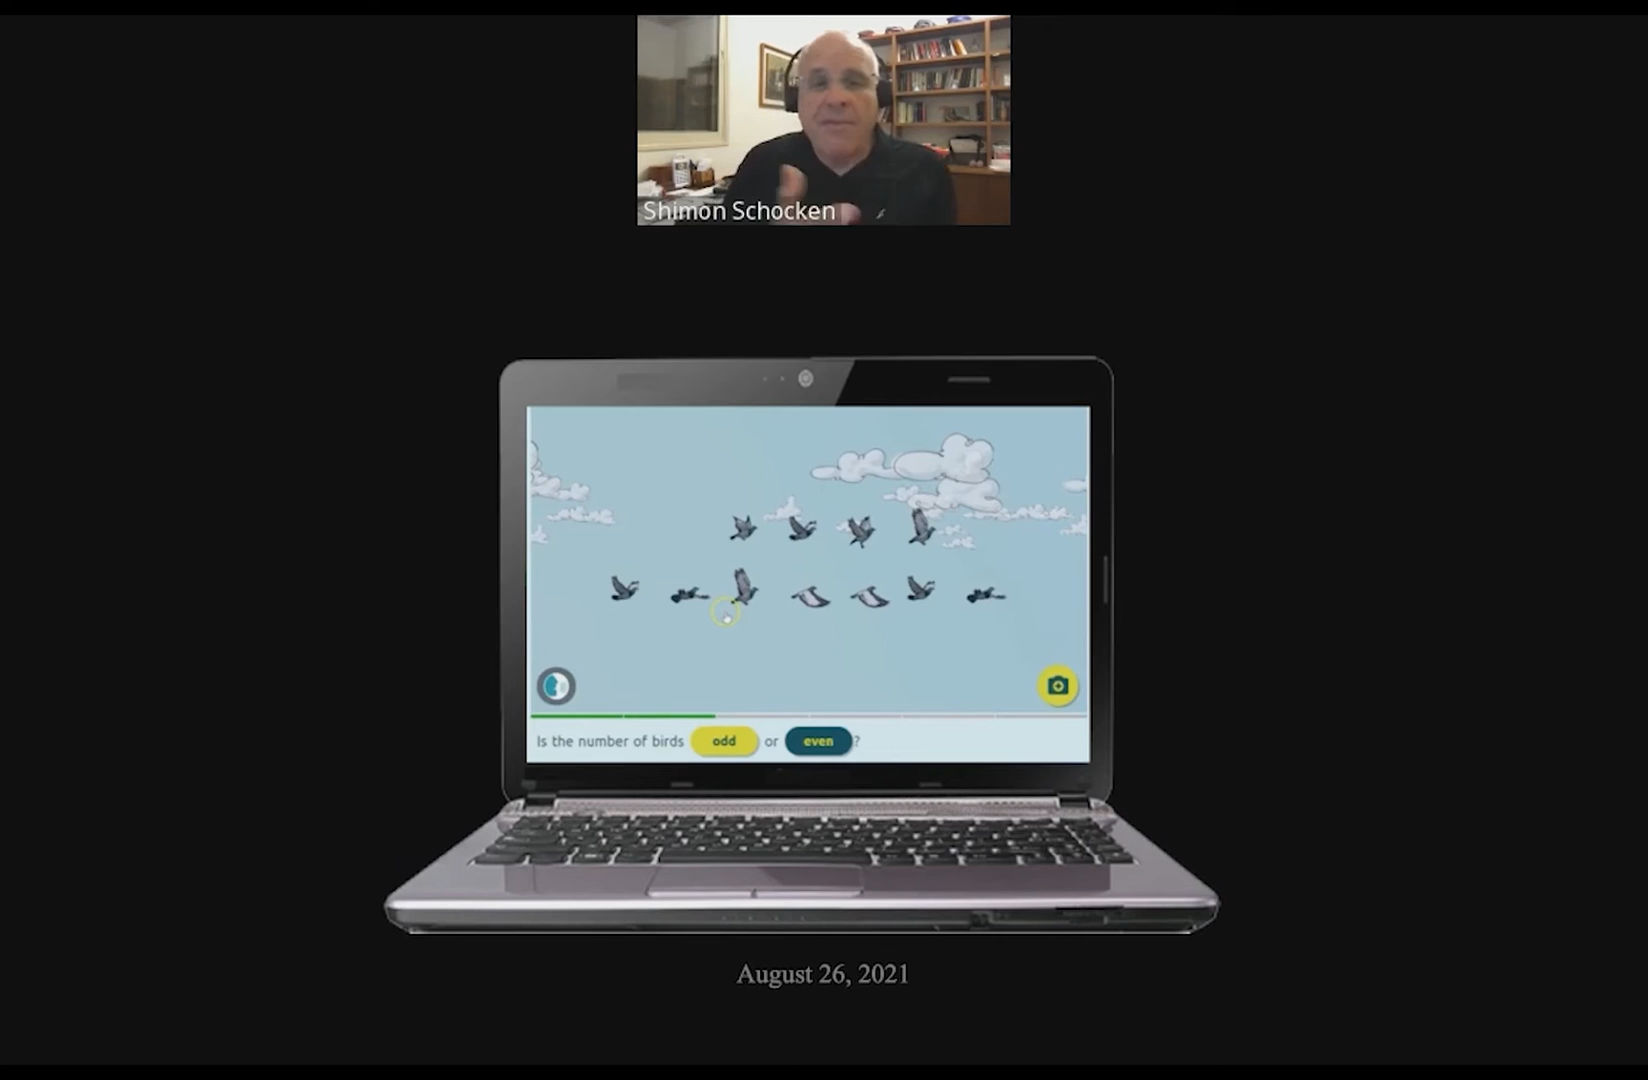 Shimon Schocken
Is the number of birds odd or even ?
August 26, 2021